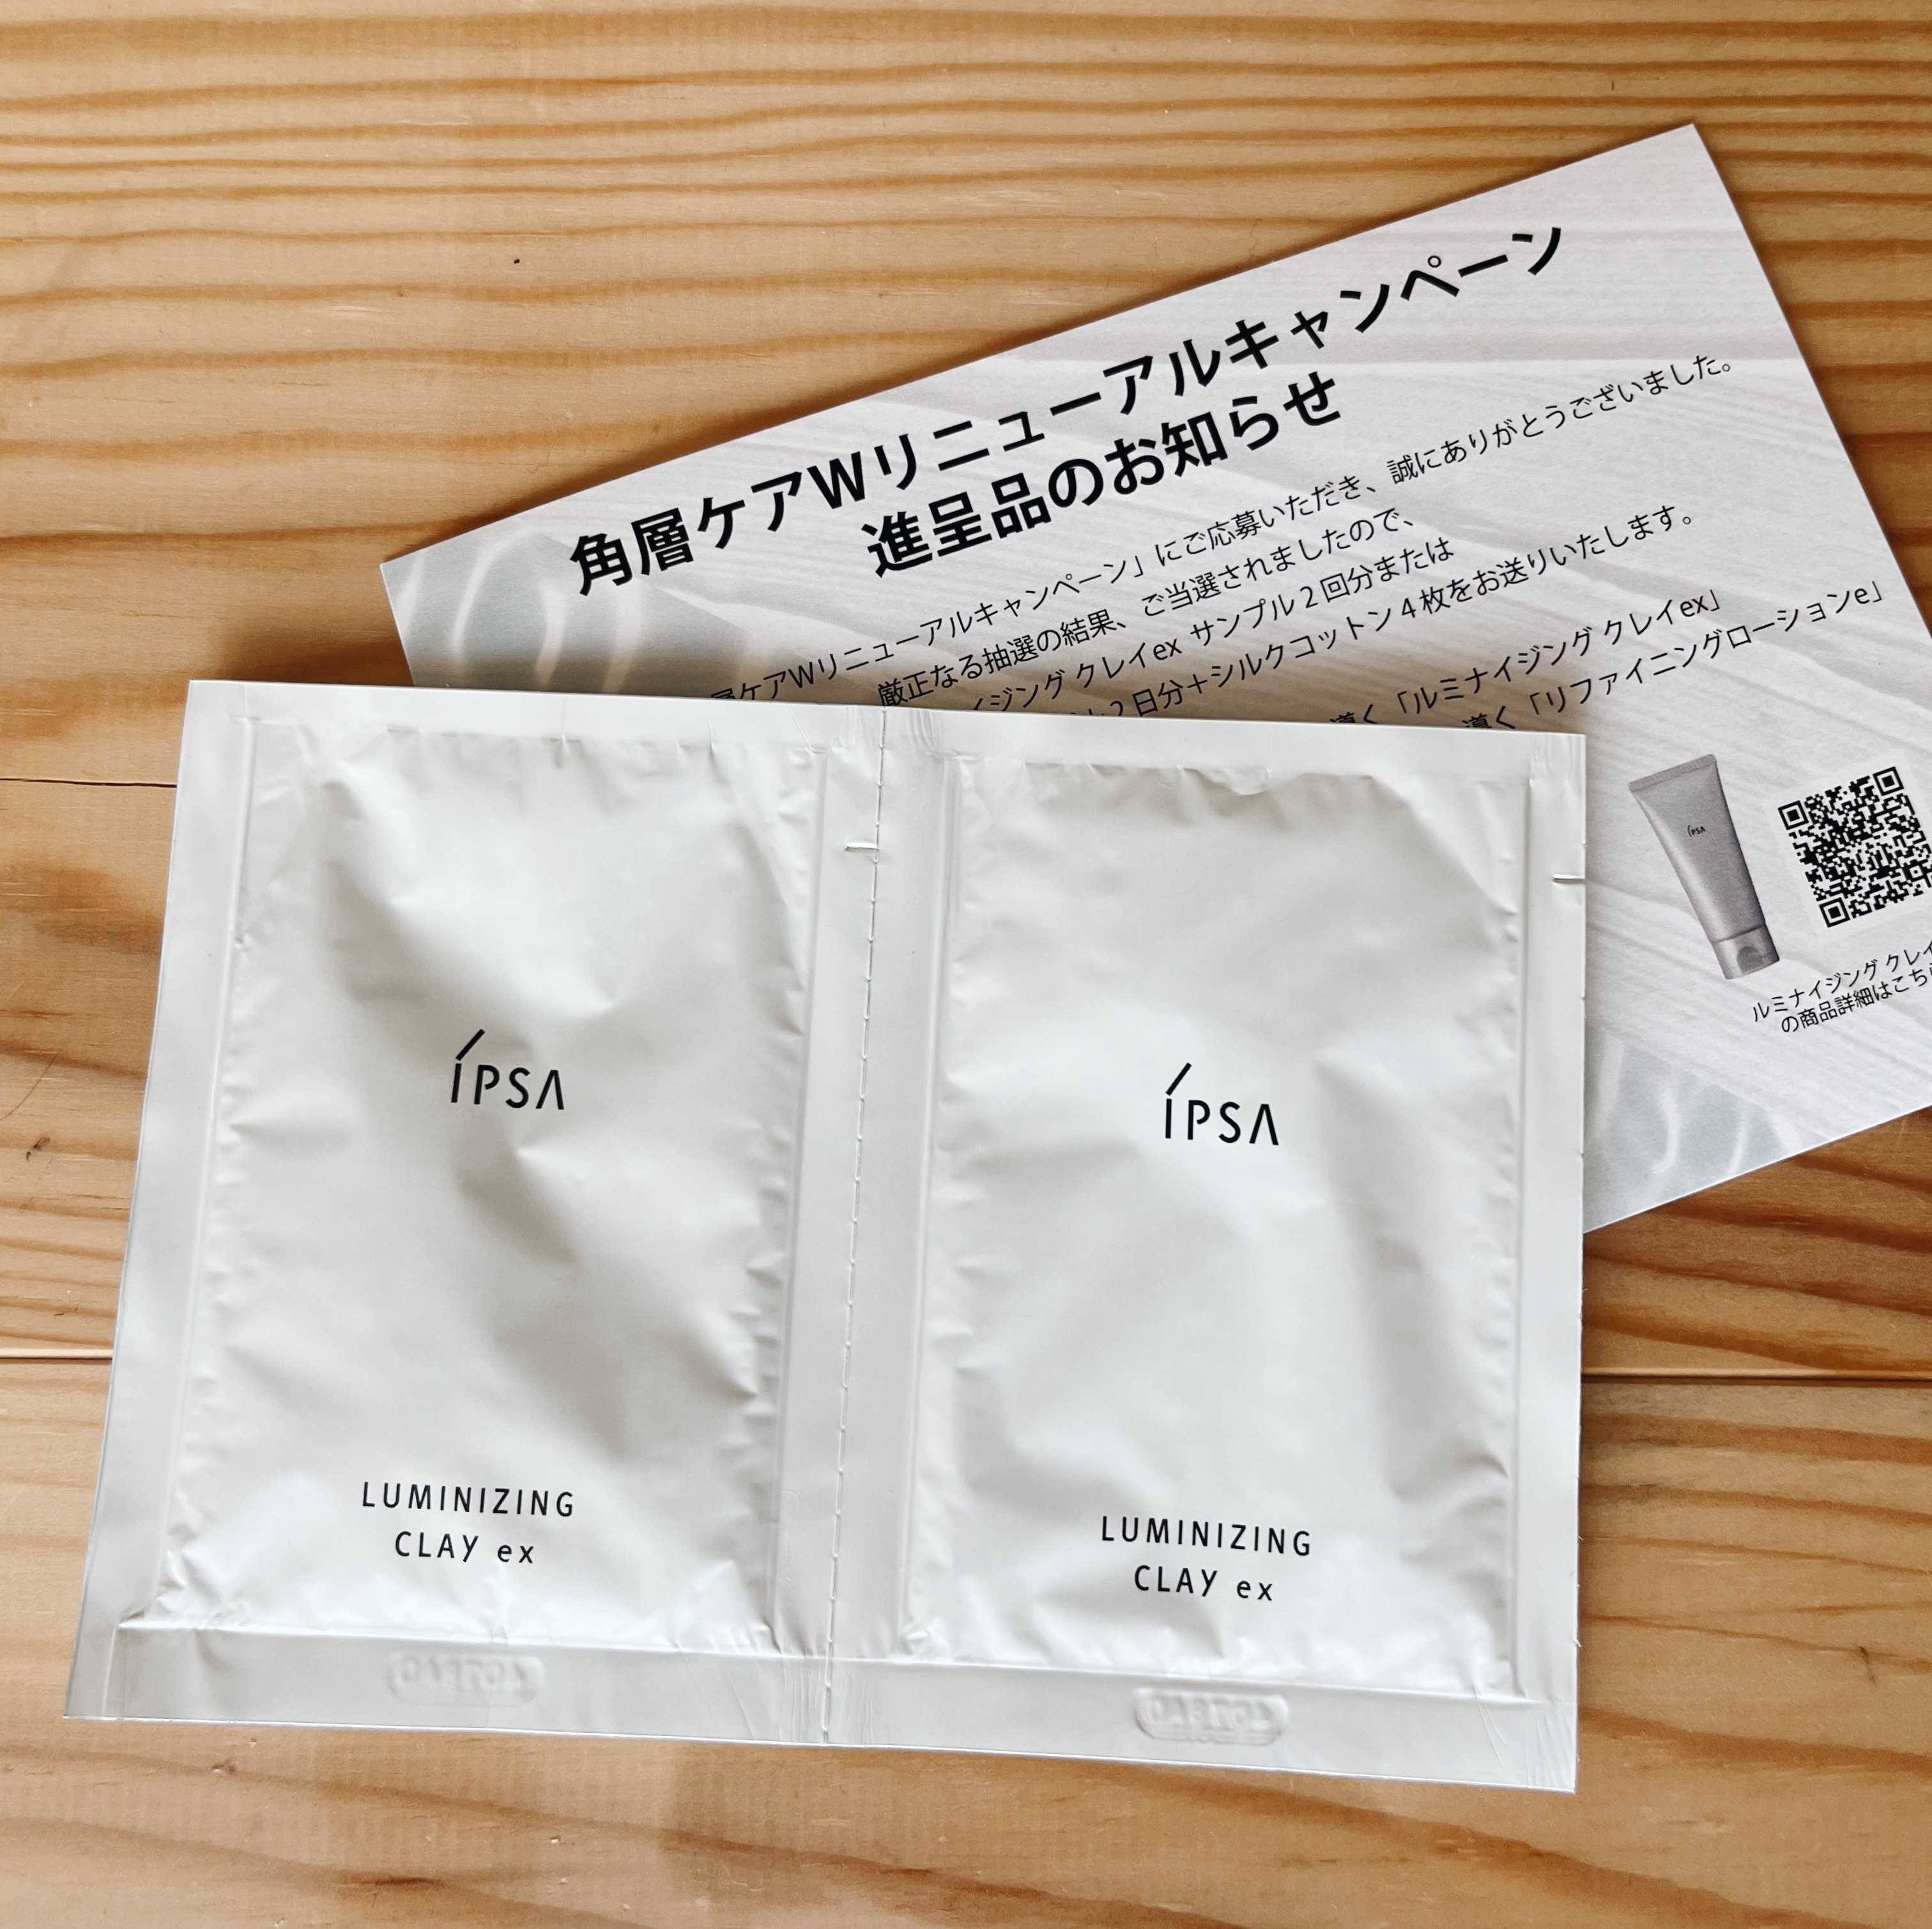 角層ケアWリニューアルキャンペーン
進呈品のお知らせ
層ケアWリニューアルキャンペーン」にご応募いただき、誠にありがとうございました。
厳正なる抽選の結果、ご当選されましたので、
イジング クレイex サンプル2回分または
2日分+シルクコットン4枚をお送りいたします。
導く「ルミナイジング クレイex」
導く「リファイニングローションe」
IPSA
ルミナイジング クレイ
の商品詳細はこちら
IPSA
LUMINIZING
CLAY ex
IPSA
LUMINIZING
CLAY ex